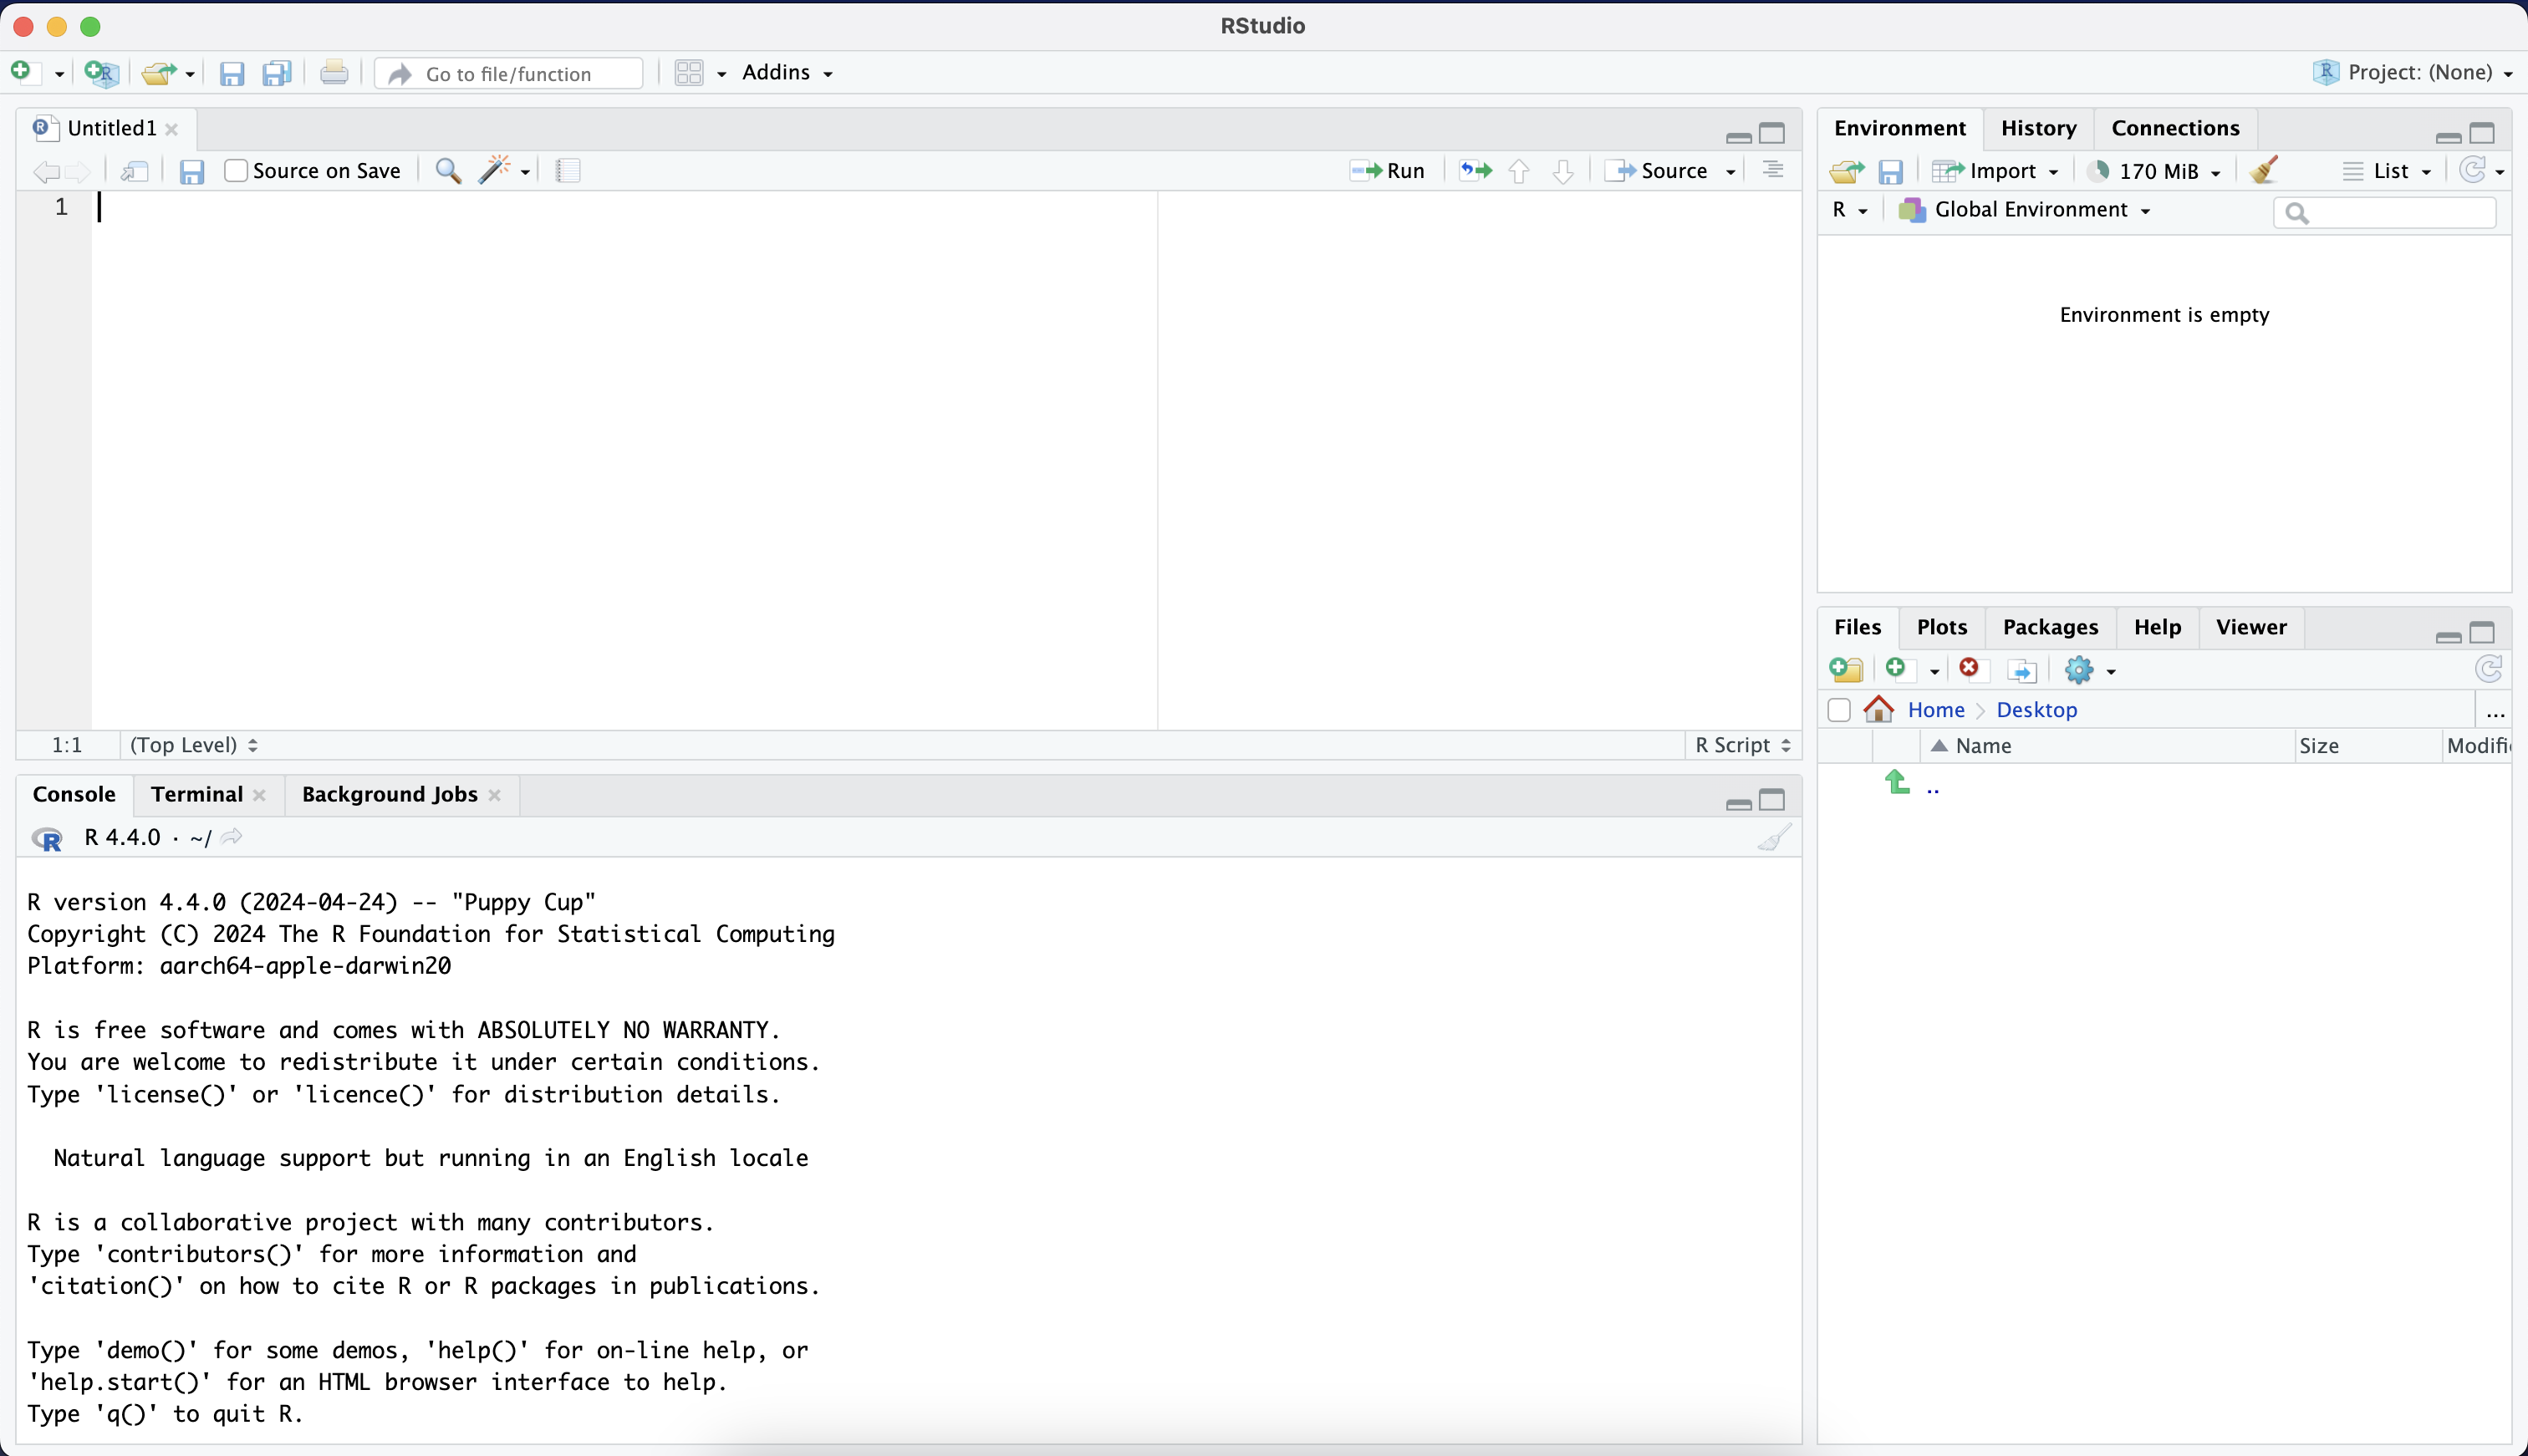 RStudio
Go to file/function
Addins
Project: (None)
Untitled1
Source on Save
Run
Source
1
1:1 (Top Level)
R Script
Console Terminal Background Jobs
R 4.4.0 · ~/
R version 4.4.0 (2024-04-24) -- "Puppy Cup"
Copyright (C) 2024 The R Foundation for Statistical Computing
Platform: aarch64-apple-darwin20
R is free software and comes with ABSOLUTELY NO WARRANTY.
You are welcome to redistribute it under certain conditions.
Type 'license()' or 'licence()' for distribution details.
Natural language support but running in an English locale
R is a collaborative project with many contributors.
Type 'contributors()' for more information and
'citation()' on how to cite R or R packages in publications.
Type 'demo()' for some demos, 'help()' for on-line help, or
'help.start()' for an HTML browser interface to help.
Type 'q()' to quit R.
Environment History Connections
Import 170 MiB List
R Global Environment
Environment is empty
Files Plots Packages Help Viewer
Home Desktop ...
Name Size Modifi
..